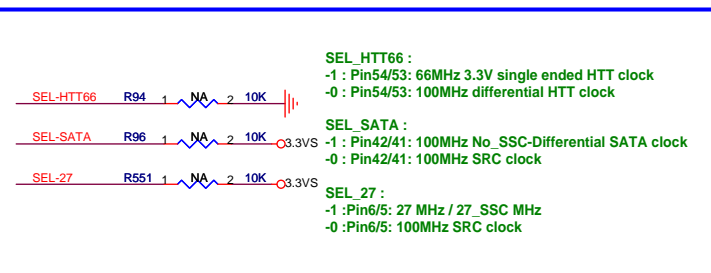 SEL_HTT66 :
-1 : Pin54/53: 66MHz 3.3V single ended HTT clock
-0 : Pin54/53: 100MHz differential HTT clock
SEL-HTT66 R94 1 NA 2 10K
SEL_SATA :
-1 : Pin42/41: 100MHz No_SSC-Differential SATA clock
-0 : Pin42/41: 100MHz SRC clock
SEL-SATA R96 1 NA 2 10K 3.3VS
SEL-27 R551 1 NA 2 10K 3.3VS
SEL_27 :
-1 :Pin6/5: 27 MHz / 27_SSC MHz
-0 :Pin6/5: 100MHz SRC clock